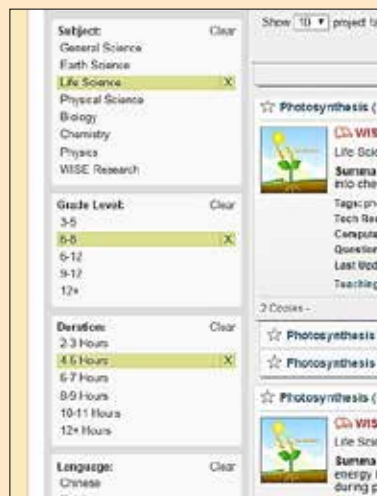 Subject: Clear
General Science
Earth Science
Life Science X
Physical Science
Biology
Chemistry
Physics
WISE Research
Grade Level: Clear
3-5
6-8 X
6-12
9-12
12+
Duration: Clear
2-3 Hours
4-5 Hours X
6-7 Hours
8-9 Hours
10-11 Hours
12+ Hours
Language: Clear
Chinese
Show 10 project
Photosynthesis (
WIS
Life Scie
Summa
into che
Tags: ph
Tech Re
Compute
Question
Last Upd
Teaching
2 Copies -
Photosynthesis
Photosynthesis
Photosynthesis (
WIS
Life Scie
Summa
energy
during p